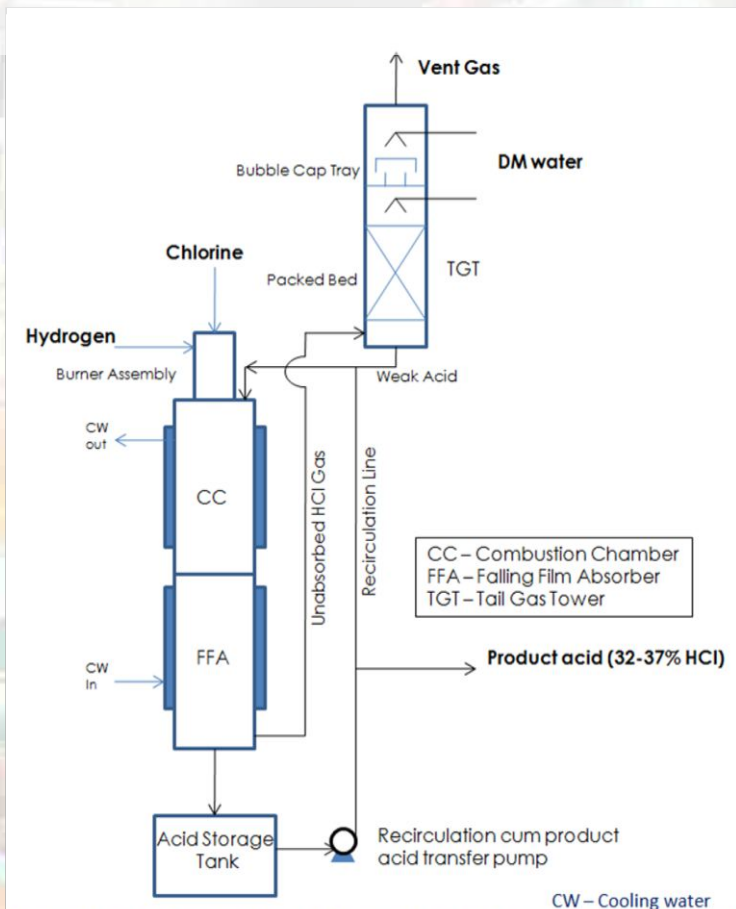 Vent Gas
Bubble Cap Tray
DM water
Chlorine
Packed Bed
TGT
Hydrogen
Burner Assembly
Weak Acid
CW
out
CC
Unabsorbed HCl Gas
Recirculation Line
CC – Combustion Chamber
FFA – Falling Film Absorber
TGT – Tail Gas Tower
FFA
Product acid (32-37% HCl)
CW
In
Acid Storage
Tank
Recirculation cum product
acid transfer pump
CW – Cooling water